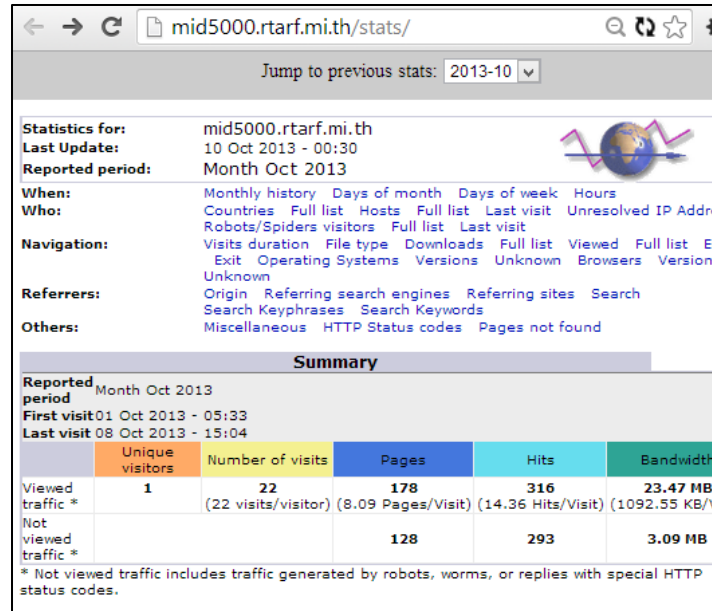 mid5000.rtarf.mi.th/stats/
Jump to previous stats: 2013-10
Statistics for: mid5000.rtarf.mi.th
Last Update: 10 Oct 2013 - 00:30
Reported period: Month Oct 2013
When: Monthly history Days of month Days of week Hours
Who: Countries Full list Hosts Full list Last visit Unresolved IP Addre
Robots/Spiders visitors Full list Last visit
Navigation: Visits duration File type Downloads Full list Viewed Full list E
Exit Operating Systems Versions Unknown Browsers Version
Unknown
Referrers: Origin Referring search engines Referring sites Search
Search Keyphrases Search Keywords
Others: Miscellaneous HTTP Status codes Pages not found
Summary
Reported period Month Oct 2013
First visit 01 Oct 2013 - 05:33
Last visit 08 Oct 2013 - 15:04
Unique visitors Number of visits Pages Hits Bandwidth
Viewed traffic * 1 22 178 316 23.47 MB
(22 visits/visitor) (8.09 Pages/Visit) (14.36 Hits/Visit) (1092.55 KB/
Not viewed traffic * 128 293 3.09 MB
* Not viewed traffic includes traffic generated by robots, worms, or replies with special HTTP
status codes.